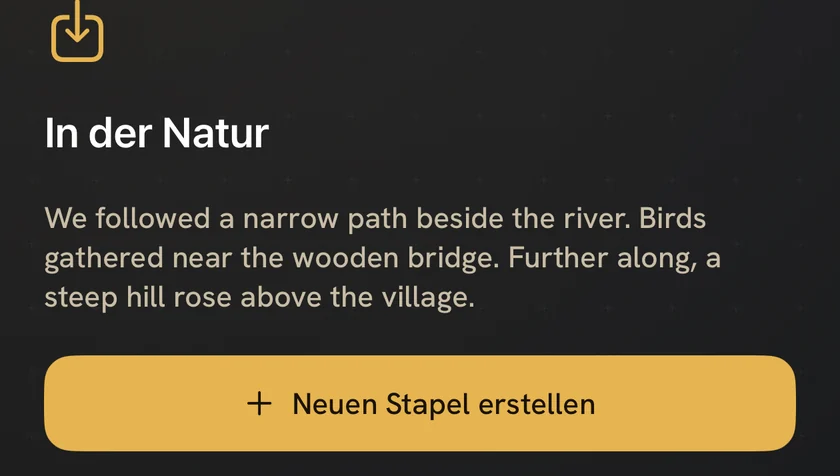 In der Natur
We followed a narrow path beside the river. Birds
gathered near the wooden bridge. Further along, a
steep hill rose above the village.
+ Neuen Stapel erstellen